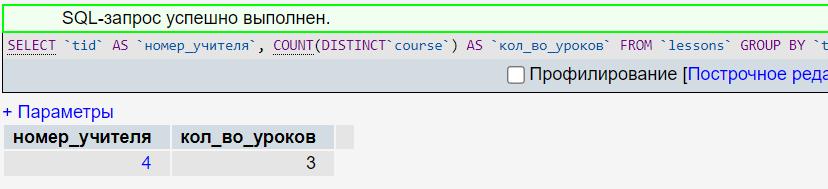 SQL-запрос успешно выполнен.
SELECT `tid` AS `номер_учителя`, COUNT(DISTINCT`course`) AS `кол_во_уроков` FROM `lessons` GROUP BY `t
Профилирование [Построчное реда
+ Параметры
номер_учителя кол_во_уроков
4 3